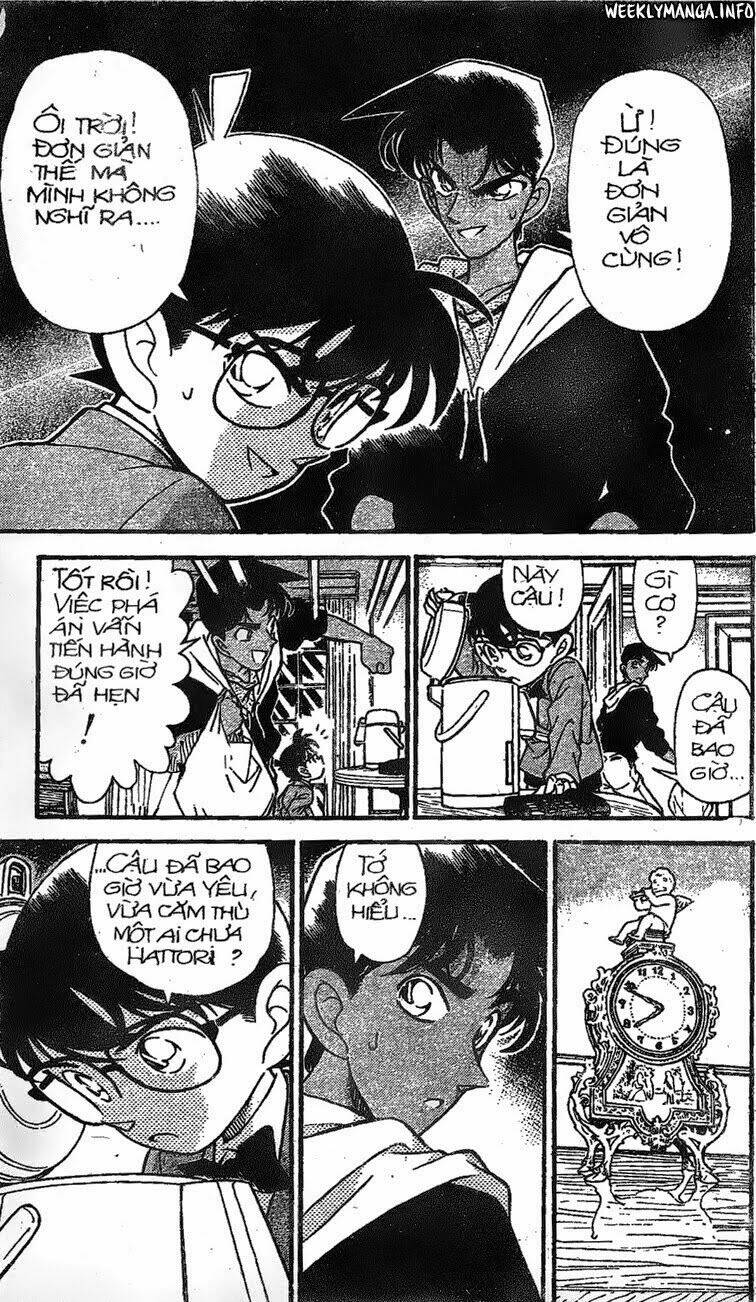 WEEKLYMANGA.INFO
ÔI TRỜI!
ĐƠN GIẢN
THẾ MÀ
MÌNH KHÔNG
NGHĨ RA....
Ừ!
ĐÚNG
LÀ
ĐƠN
GIẢN
VÔ
CÙNG!
TỐT RỒI!
VIỆC PHÁ
ÁN VẪN
TIẾN HÀNH
ĐÚNG GIỜ
ĐÃ HẸN
!
NÀY
CẬU!
GÌ
CƠ
?
CẬU
ĐÃ
BAO
GIỜ...
...CẬU ĐÃ BAO
GIỜ VỪA YÊU,
VỪA CĂM THÙ
MỘT AI CHƯA
HATTORI ?
TỚ
KHÔNG
HIỂU...